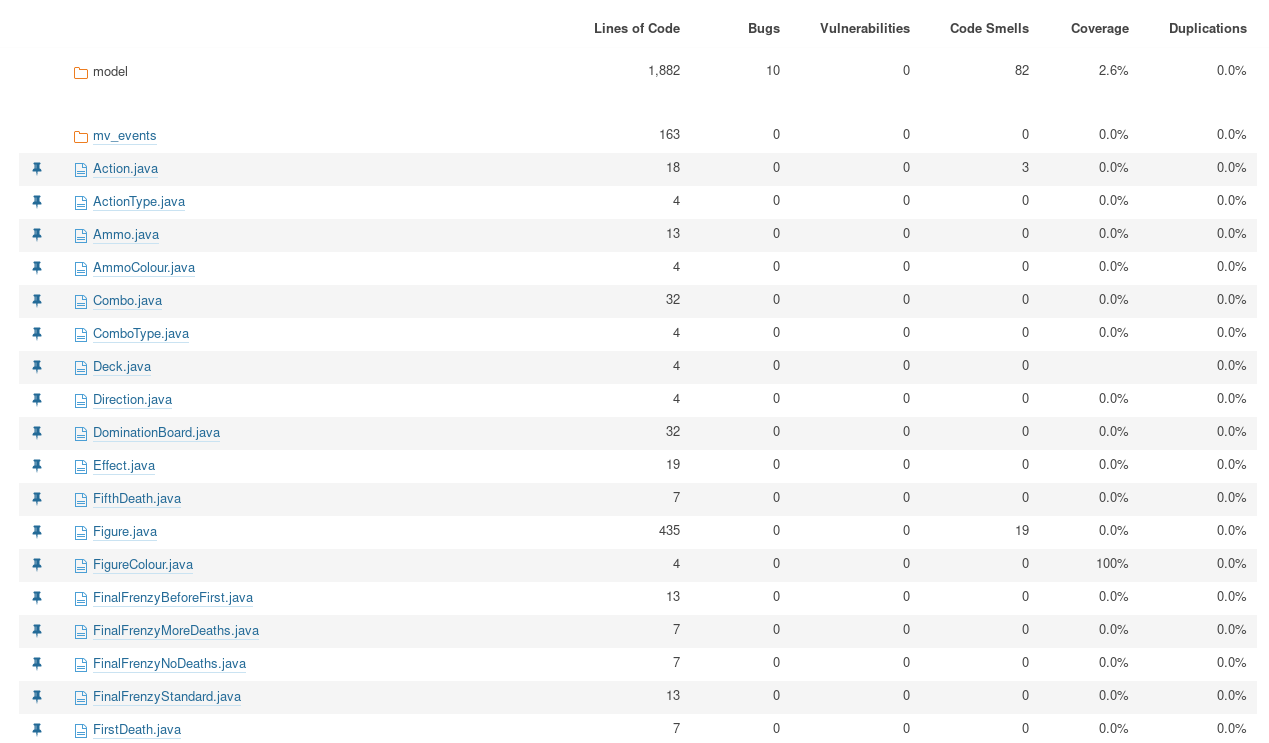 Lines of Code Bugs Vulnerabilities Code Smells Coverage Duplications
model 1,882 10 0 82 2.6% 0.0%
mv_events 163 0 0 0 0.0% 0.0%
Action.java 18 0 0 3 0.0% 0.0%
ActionType.java 4 0 0 0 0.0% 0.0%
Ammo.java 13 0 0 0 0.0% 0.0%
AmmoColour.java 4 0 0 0 0.0% 0.0%
Combo.java 32 0 0 0 0.0% 0.0%
ComboType.java 4 0 0 0 0.0% 0.0%
Deck.java 4 0 0 0 0.0%
Direction.java 4 0 0 0 0.0% 0.0%
DominationBoard.java 32 0 0 0 0.0% 0.0%
Effect.java 19 0 0 0 0.0% 0.0%
FifthDeath.java 7 0 0 0 0.0% 0.0%
Figure.java 435 0 0 19 0.0% 0.0%
FigureColour.java 4 0 0 0 100% 0.0%
FinalFrenzyBeforeFirst.java 13 0 0 0 0.0% 0.0%
FinalFrenzyMoreDeaths.java 7 0 0 0 0.0% 0.0%
FinalFrenzyNoDeaths.java 7 0 0 0 0.0% 0.0%
FinalFrenzyStandard.java 13 0 0 0 0.0% 0.0%
FirstDeath.java 7 0 0 0 0.0% 0.0%